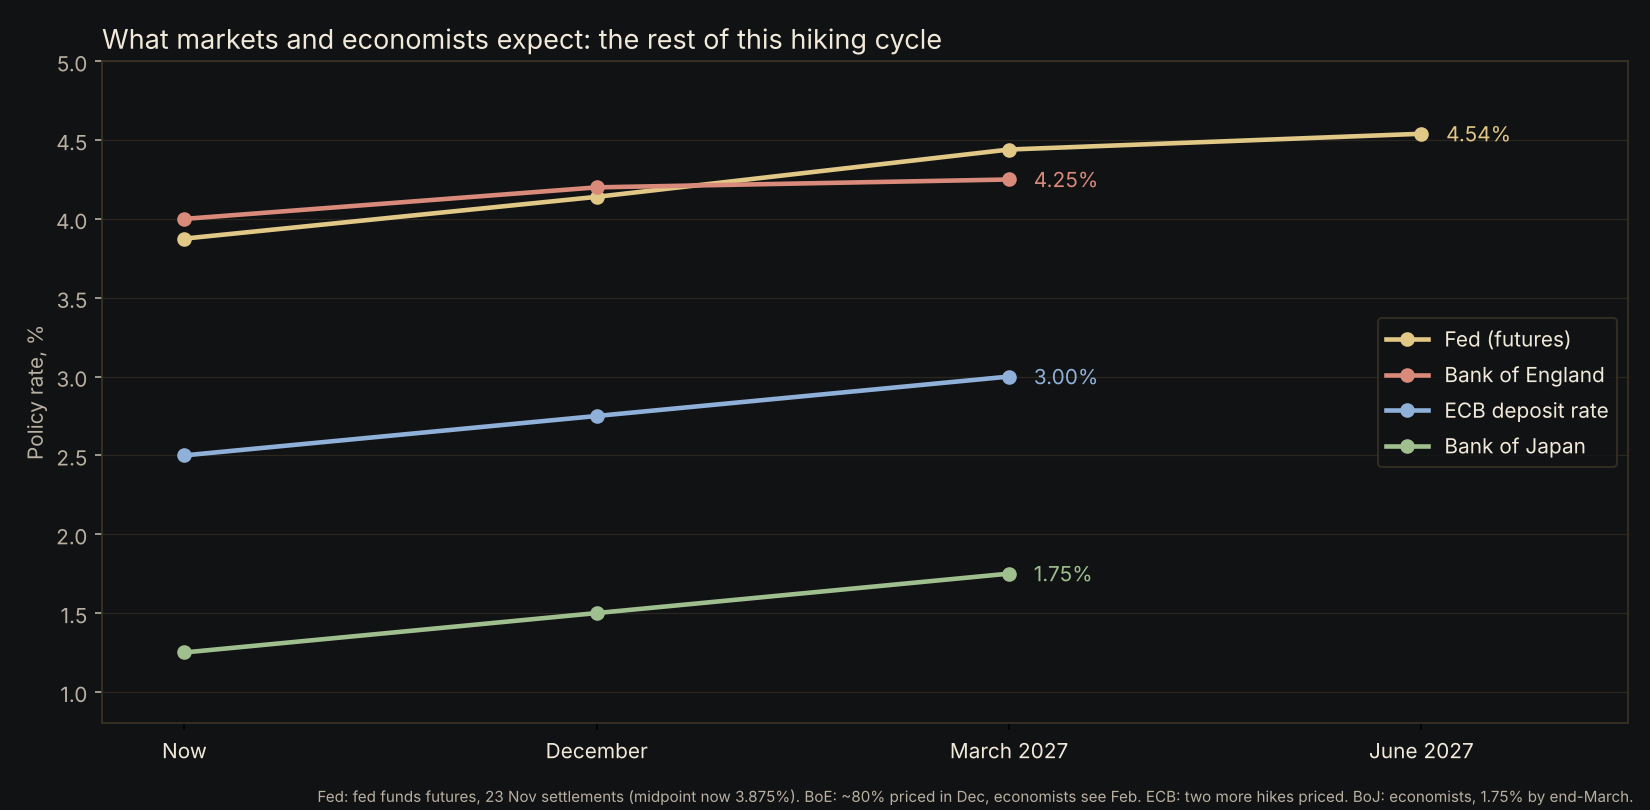 What markets and economists expect: the rest of this hiking cycle
5.0
4.5
4.0
3.5
3.0
2.5
2.0
1.5
1.0
Policy rate, %
4.54%
4.25%
3.00%
1.75%
Fed (futures)
Bank of England
ECB deposit rate
Bank of Japan
Now
December
March 2027
June 2027
Fed: fed funds futures, 23 Nov settlements (midpoint now 3.875%). BoE: ~80% priced in Dec, economists see Feb. ECB: two more hikes priced. BoJ: economists, 1.75% by end-March.